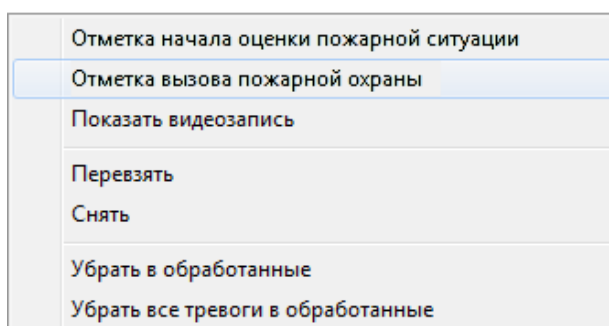 Отметка начала оценки пожарной ситуации
Отметка вызова пожарной охраны
Показать видеозапись
Перевзять
Снять
Убрать в обработанные
Убрать все тревоги в обработанные